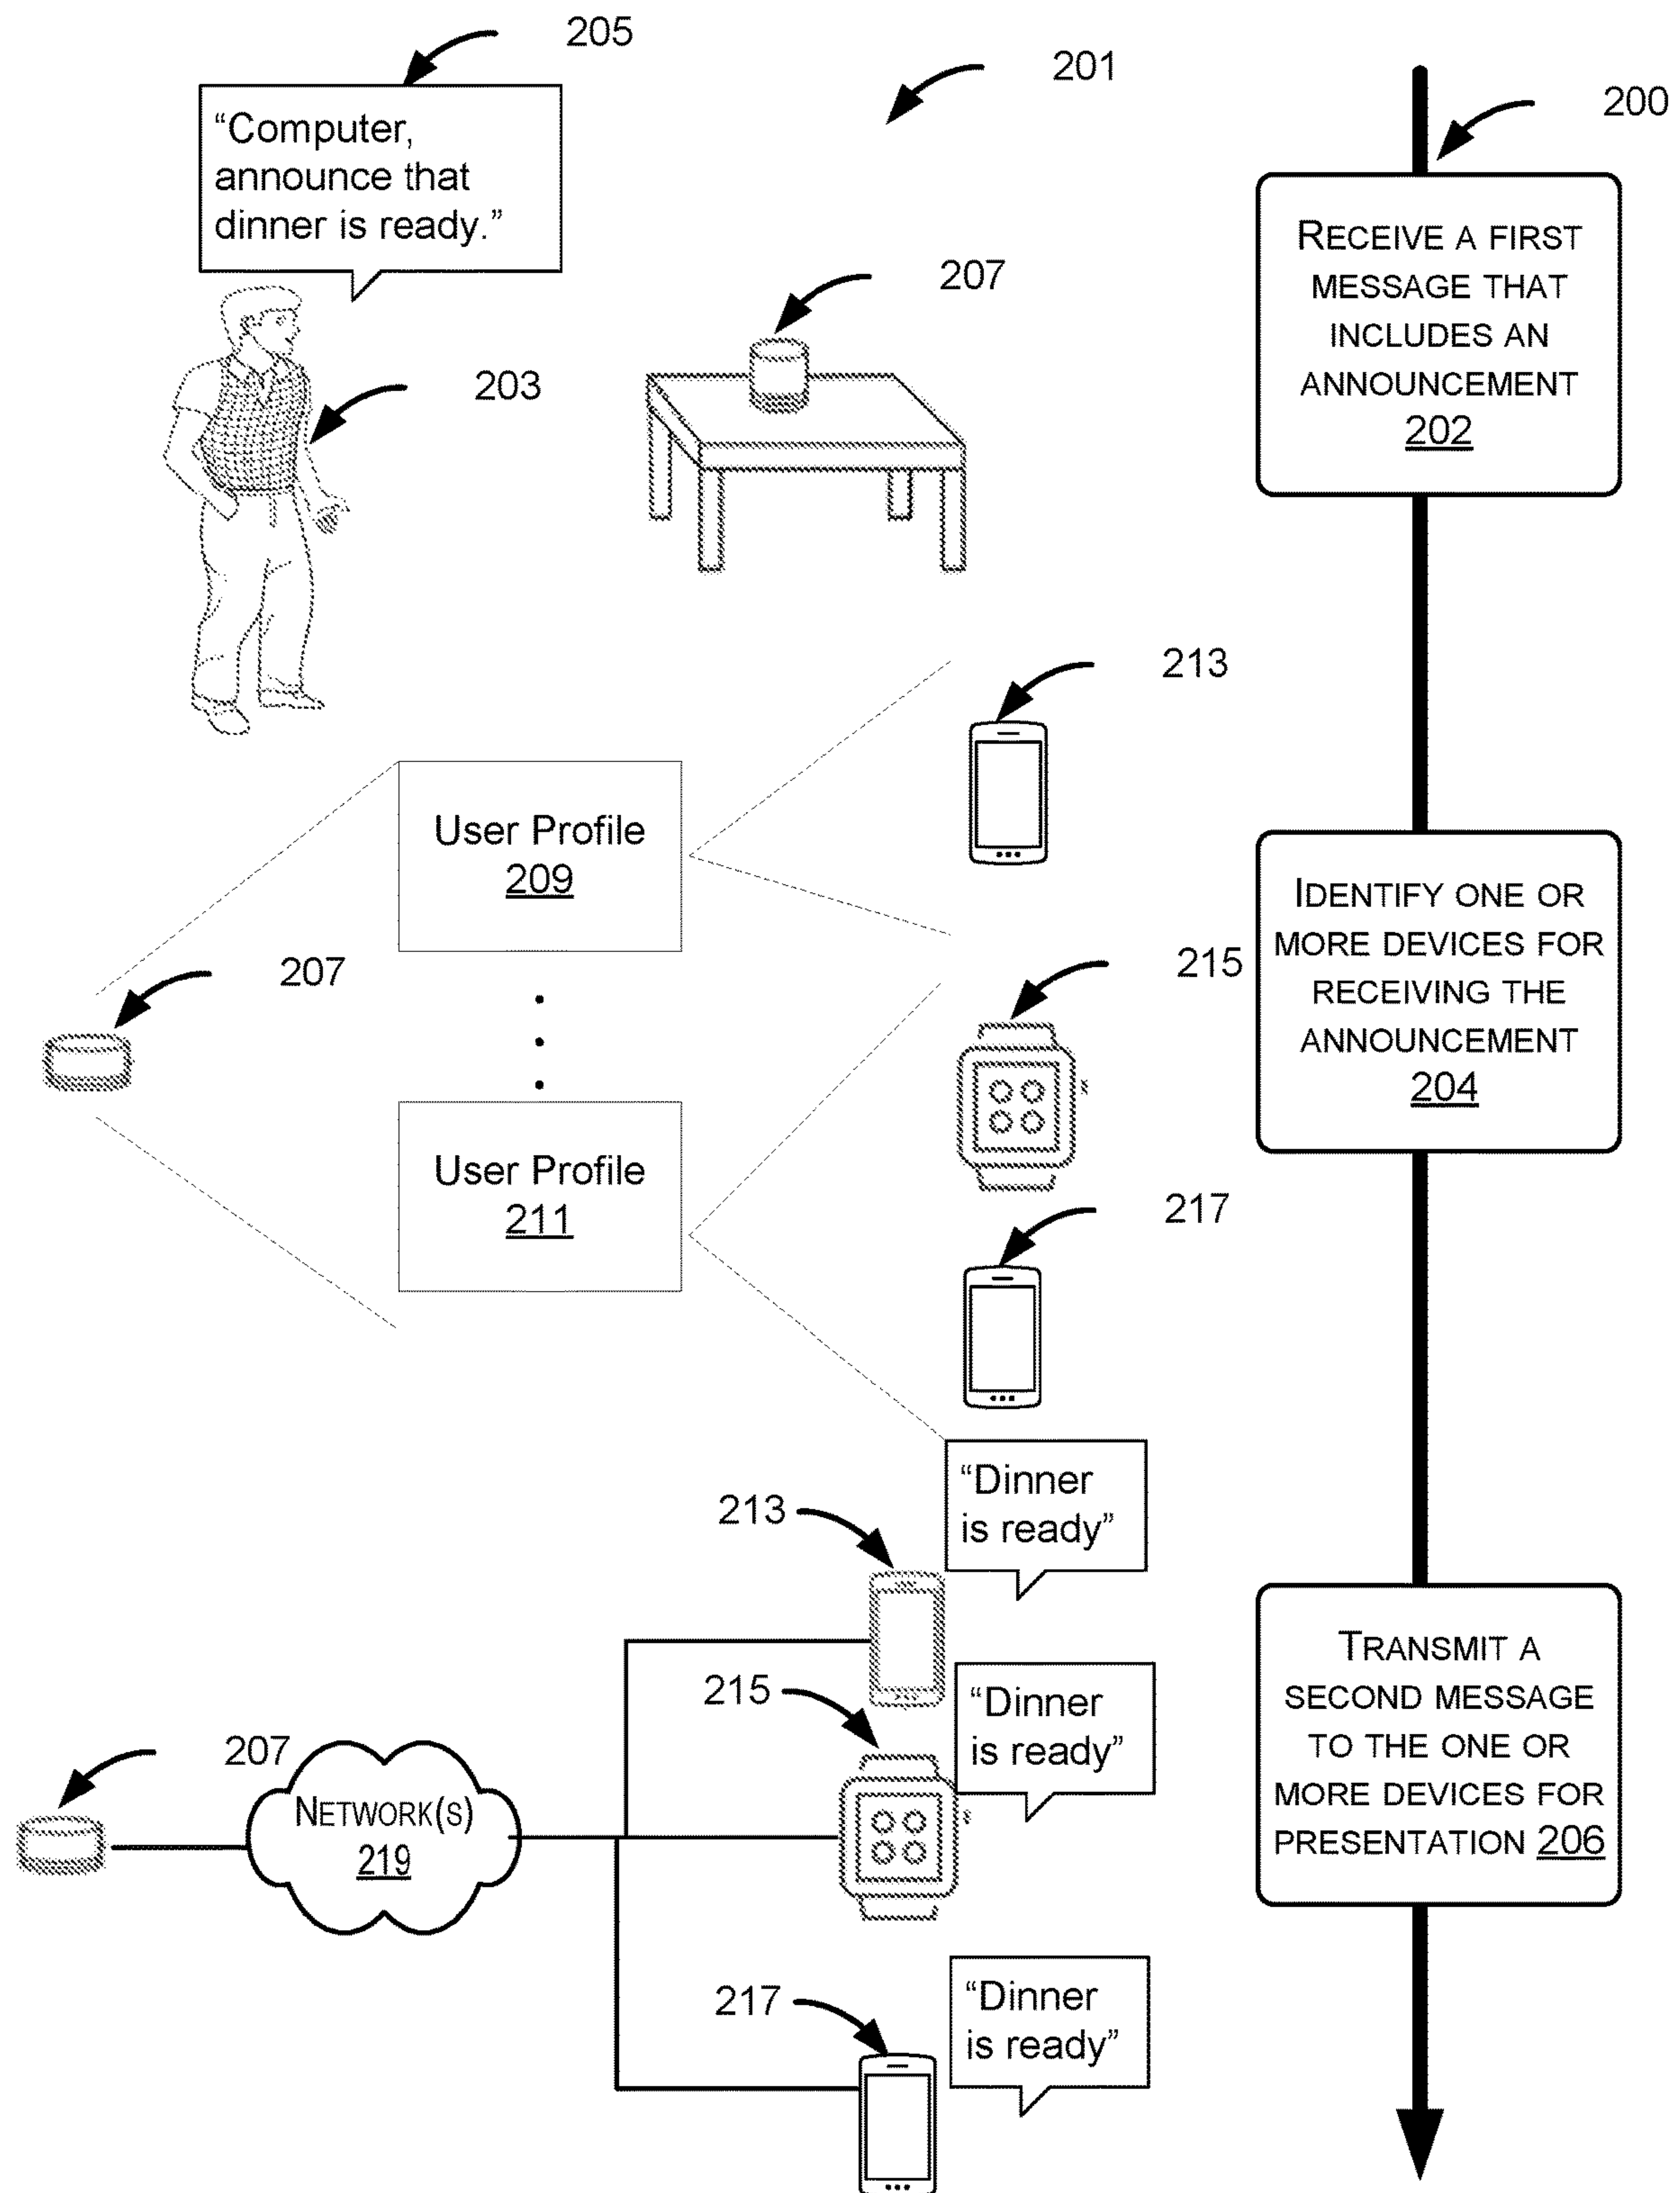 205
201
200
“Computer,
announce that
dinner is ready.”
207
203
RECEIVE A FIRST
MESSAGE THAT
INCLUDES AN
ANNOUNCEMENT
202
213
User Profile
209
207
215
User Profile
211
217
IDENTIFY ONE OR
MORE DEVICES FOR
RECEIVING THE
ANNOUNCEMENT
204
213
“Dinner
is ready”
215
“Dinner
is ready”
207
NETWORK(S)
219
217
“Dinner
is ready”
TRANSMIT A
SECOND MESSAGE
TO THE ONE OR
MORE DEVICES FOR
PRESENTATION 206